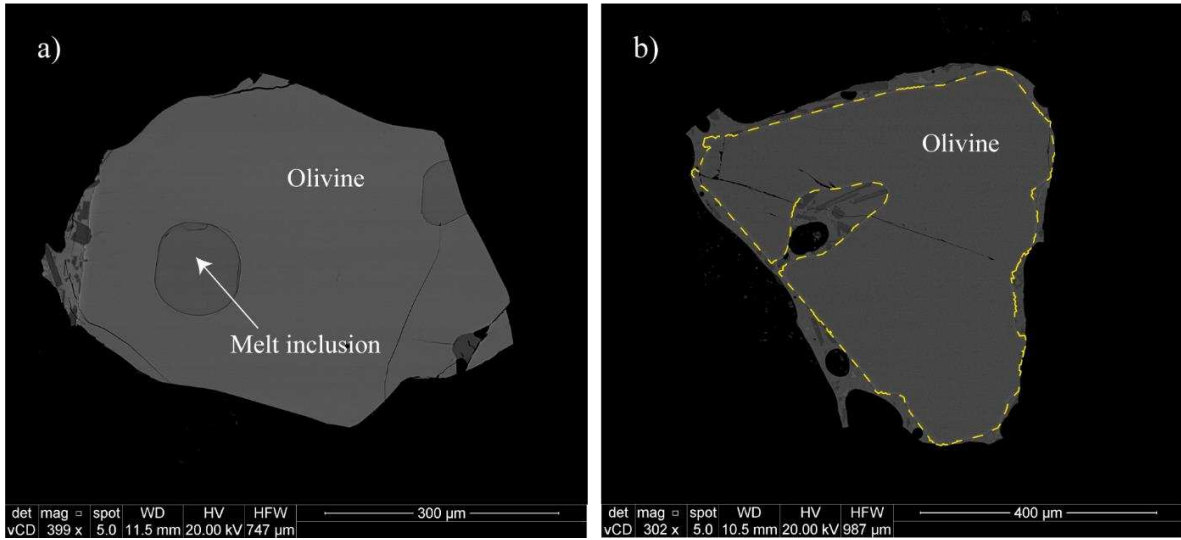 a)
Olivine
Melt inclusion
det mag □ spot WD HV HFW
vCD 399 x 5.0 11.5 mm 20.00 kV 747 µm
300 µm
b)
Olivine
det mag □ spot WD HV HFW
vCD 302 x 5.0 10.5 mm 20.00 kV 987 µm
400 µm